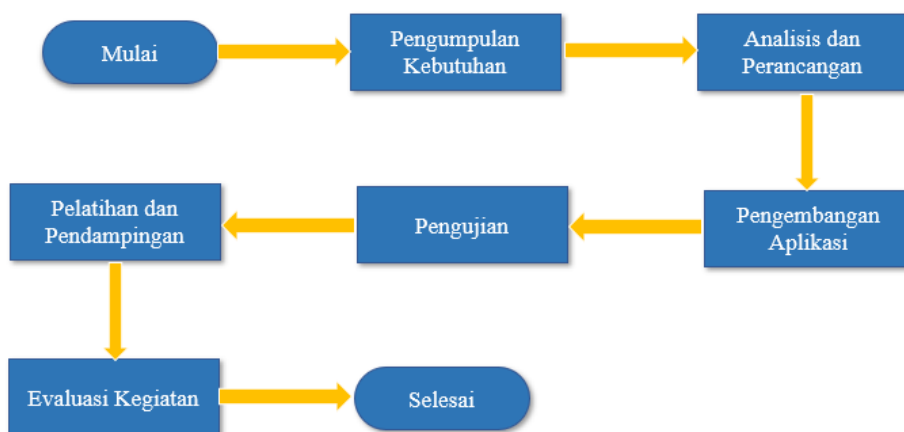 Mulai
Pengumpulan
Kebutuhan
Analisis dan
Perancangan
Pengembangan
Aplikasi
Pengujian
Pelatihan dan
Pendampingan
Evaluasi Kegiatan
Selesai